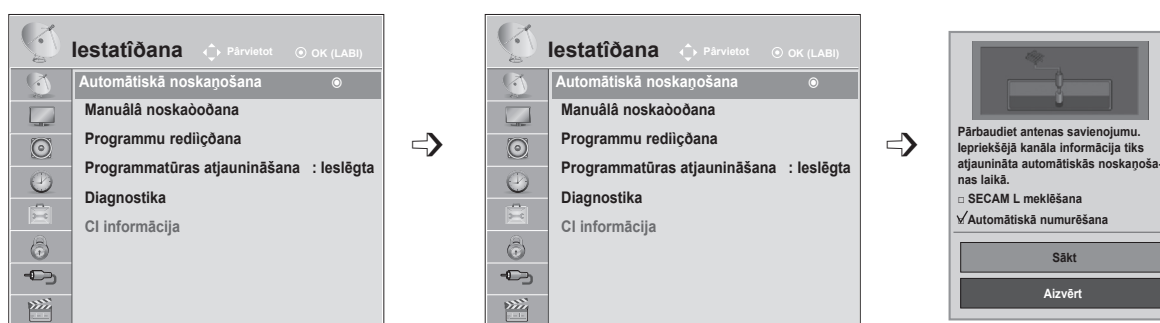 Iestatîðana Pârvietot OK (LABI)
Automātiskā noskaņošana
Manuâlâ noskaòoðana
Programmu rediìçðana
Programmatūras atjaunināšana : Ieslēgta
Diagnostika
CI informācija
Iestatîðana Pârvietot OK (LABI)
Automātiskā noskaņošana
Manuâlâ noskaòoðana
Programmu rediìçðana
Programmatūras atjaunināšana : Ieslēgta
Diagnostika
CI informācija
Pārbaudiet antenas savienojumu.
Iepriekšējā kanāla informācija tiks
atjaunināta automātiskās noskaņoša-
nas laikā.
SECAM L meklēšana
Automātiskā numurēšana
Sākt
Aizvērt